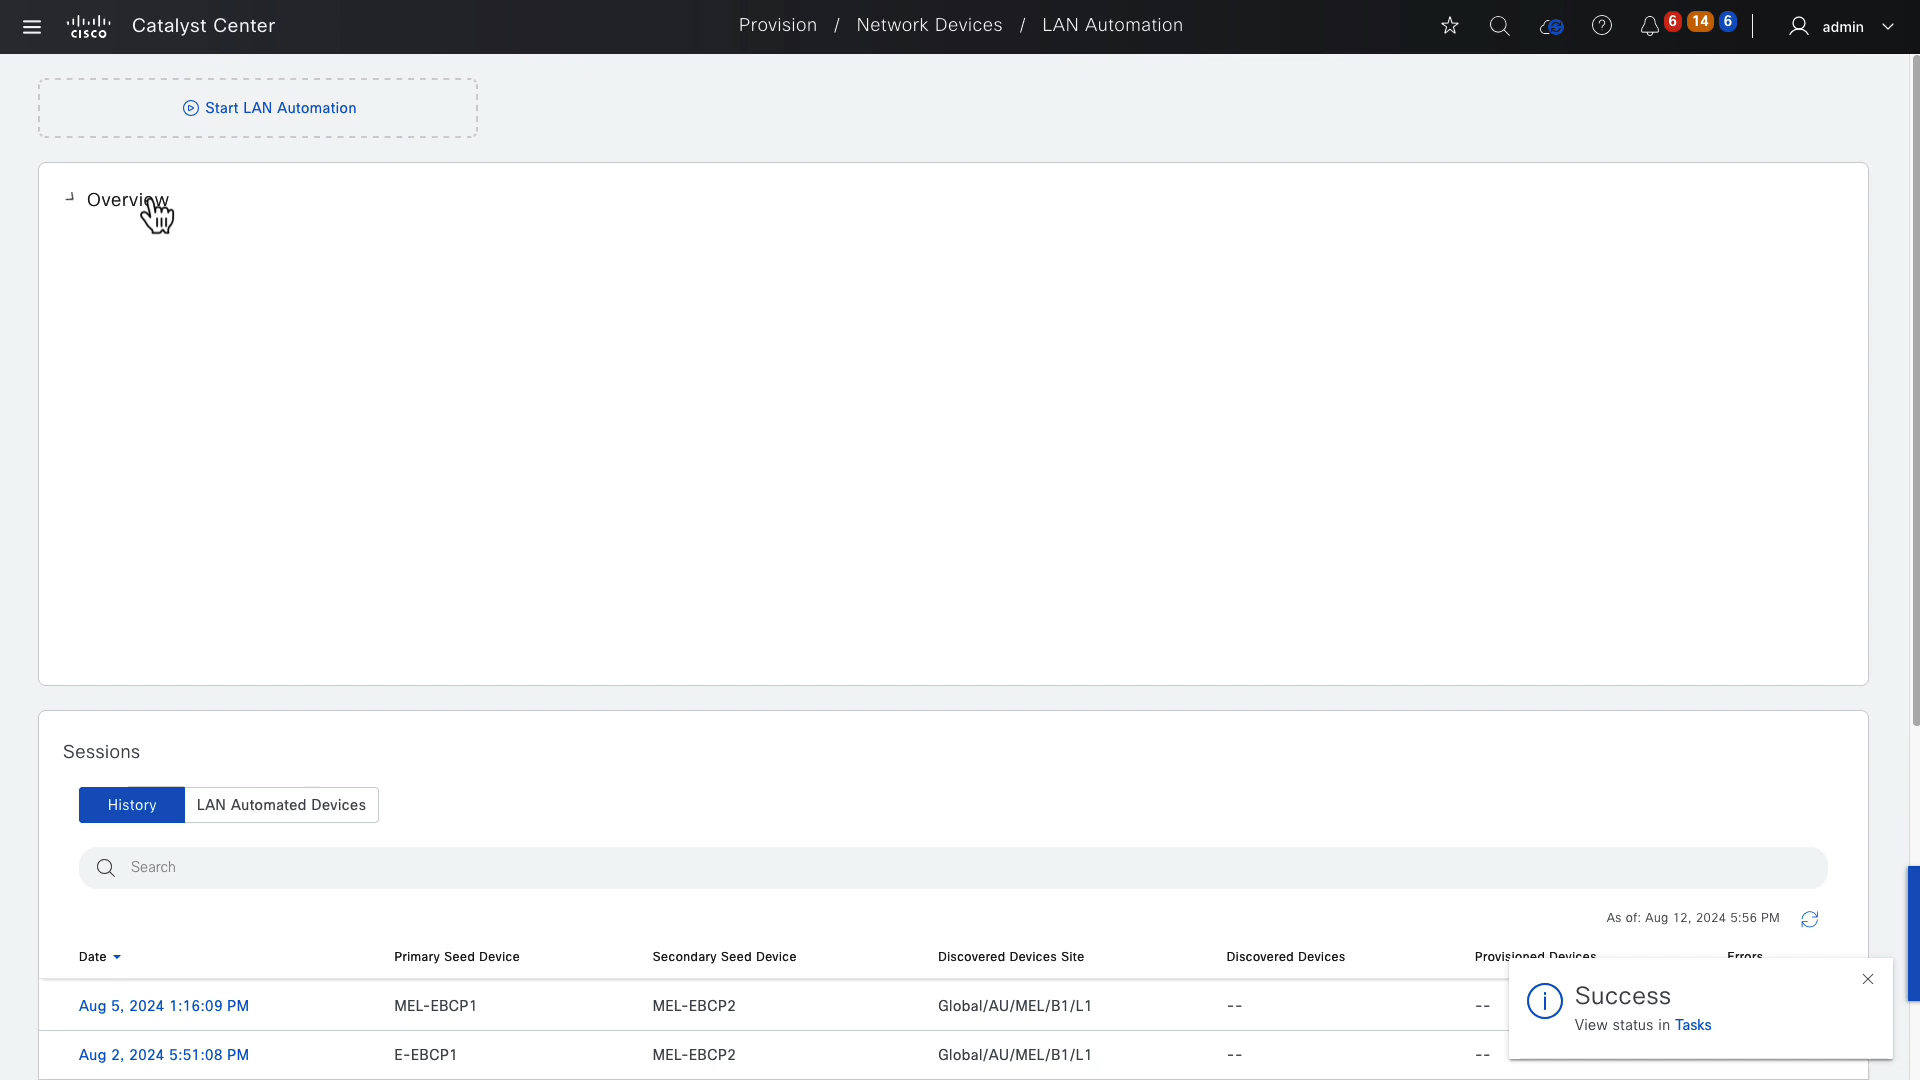 cisco Catalyst Center
Provision / Network Devices / LAN Automation
6 14 6
admin
Start LAN Automation
Overview
Sessions
History LAN Automated Devices
Search
As of: Aug 12, 2024 5:56 PM
Date Primary Seed Device Secondary Seed Device Discovered Devices Site Discovered Devices Provisioned Devices Errors
Aug 5, 2024 1:16:09 PM MEL-EBCP1 MEL-EBCP2 Global/AU/MEL/B1/L1 -- --
Aug 2, 2024 5:51:08 PM E-EBCP1 MEL-EBCP2 Global/AU/MEL/B1/L1 -- --
Success
View status in Tasks